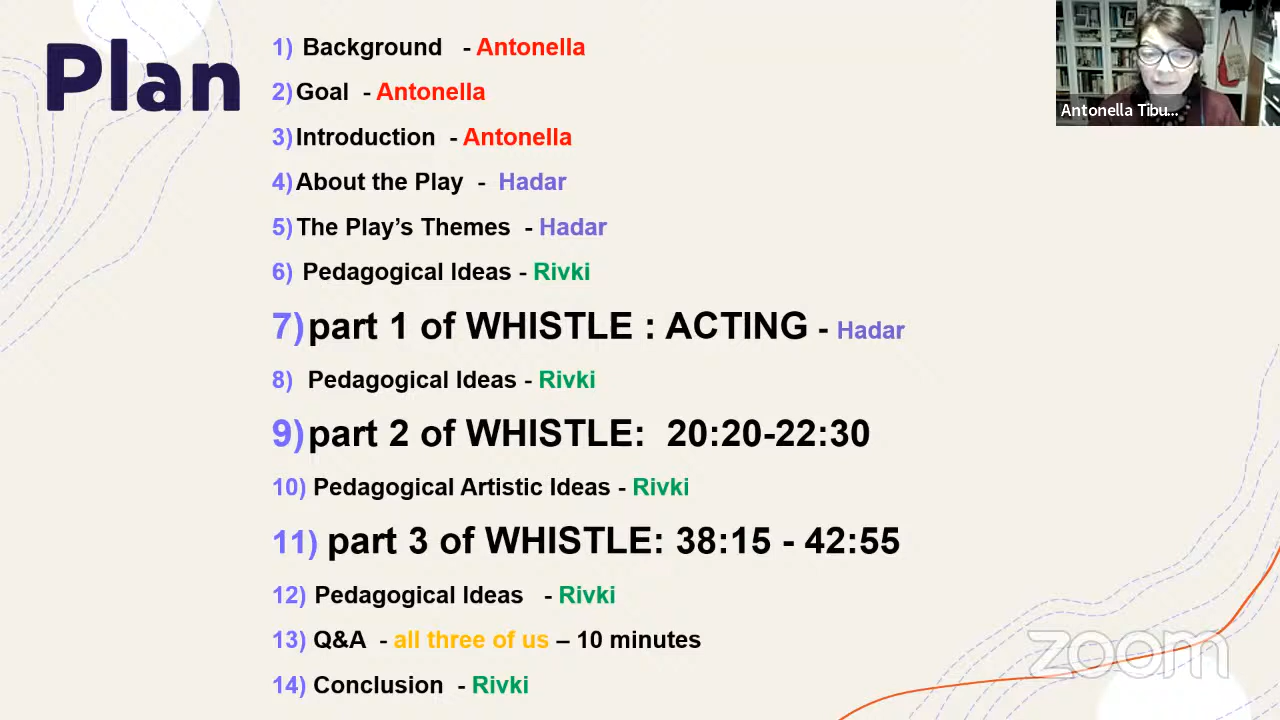 Plan
1) Background - Antonella
2) Goal - Antonella
3) Introduction - Antonella
4) About the Play - Hadar
5) The Play’s Themes - Hadar
6) Pedagogical Ideas - Rivki
7) part 1 of WHISTLE : ACTING - Hadar
8) Pedagogical Ideas - Rivki
9) part 2 of WHISTLE: 20:20-22:30
10) Pedagogical Artistic Ideas - Rivki
11) part 3 of WHISTLE: 38:15 - 42:55
12) Pedagogical Ideas - Rivki
13) Q&A - all three of us – 10 minutes
14) Conclusion - Rivki
Antonella Tibu...
zoom